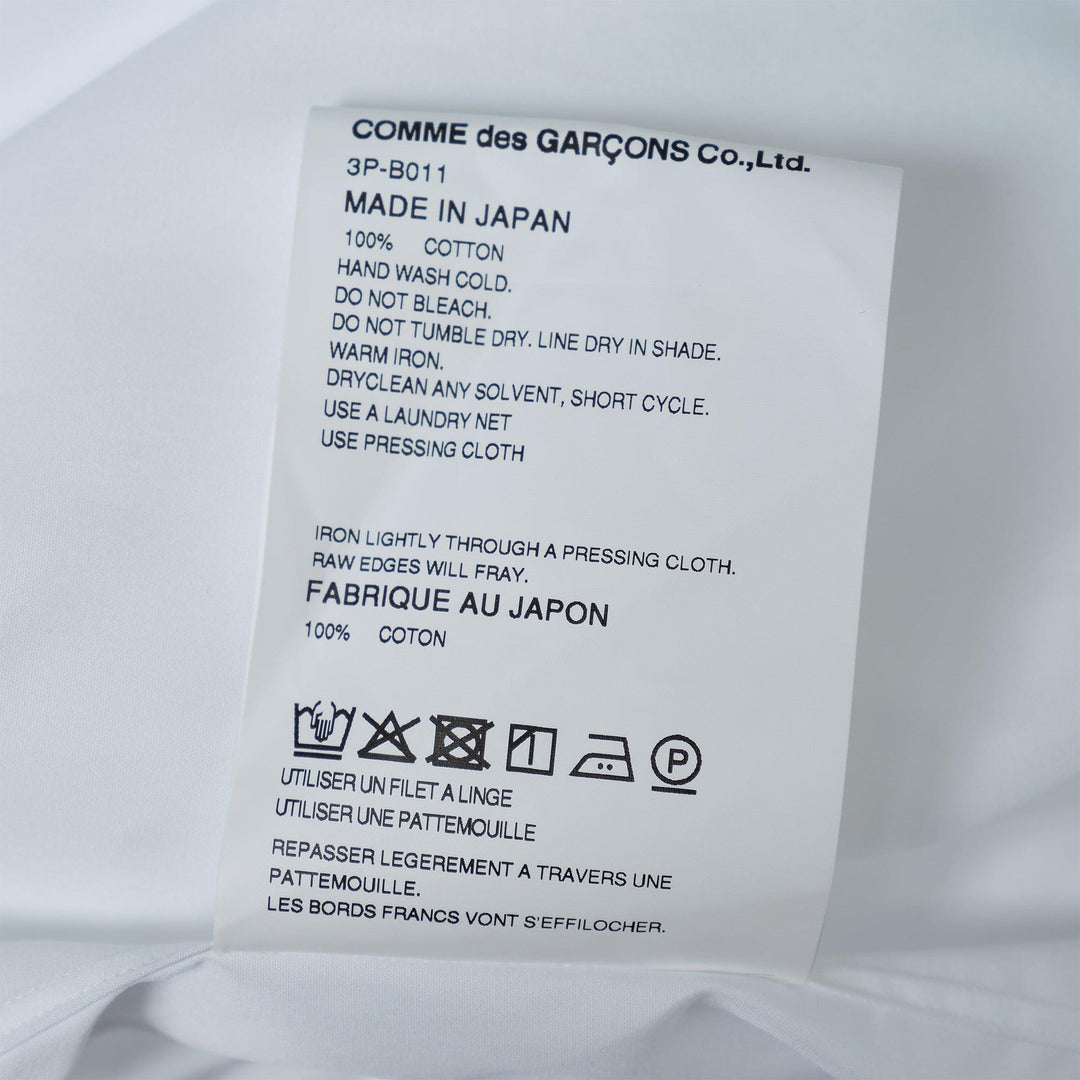 COMME des GARÇONS Co.,Ltd.
3P-B011
MADE IN JAPAN
100% COTTON
HAND WASH COLD.
DO NOT BLEACH.
DO NOT TUMBLE DRY. LINE DRY IN SHADE.
WARM IRON.
DRYCLEAN ANY SOLVENT, SHORT CYCLE.
USE A LAUNDRY NET
USE PRESSING CLOTH
IRON LIGHTLY THROUGH A PRESSING CLOTH.
RAW EDGES WILL FRAY.
FABRIQUE AU JAPON
100% COTON
P
UTILISER UN FILET A LINGE
UTILISER UNE PATTEMOUILLE
REPASSER LEGEREMENT A TRAVERS UNE
PATTEMOUILLE.
LES BORDS FRANCS VONT S'EFFILOCHER.